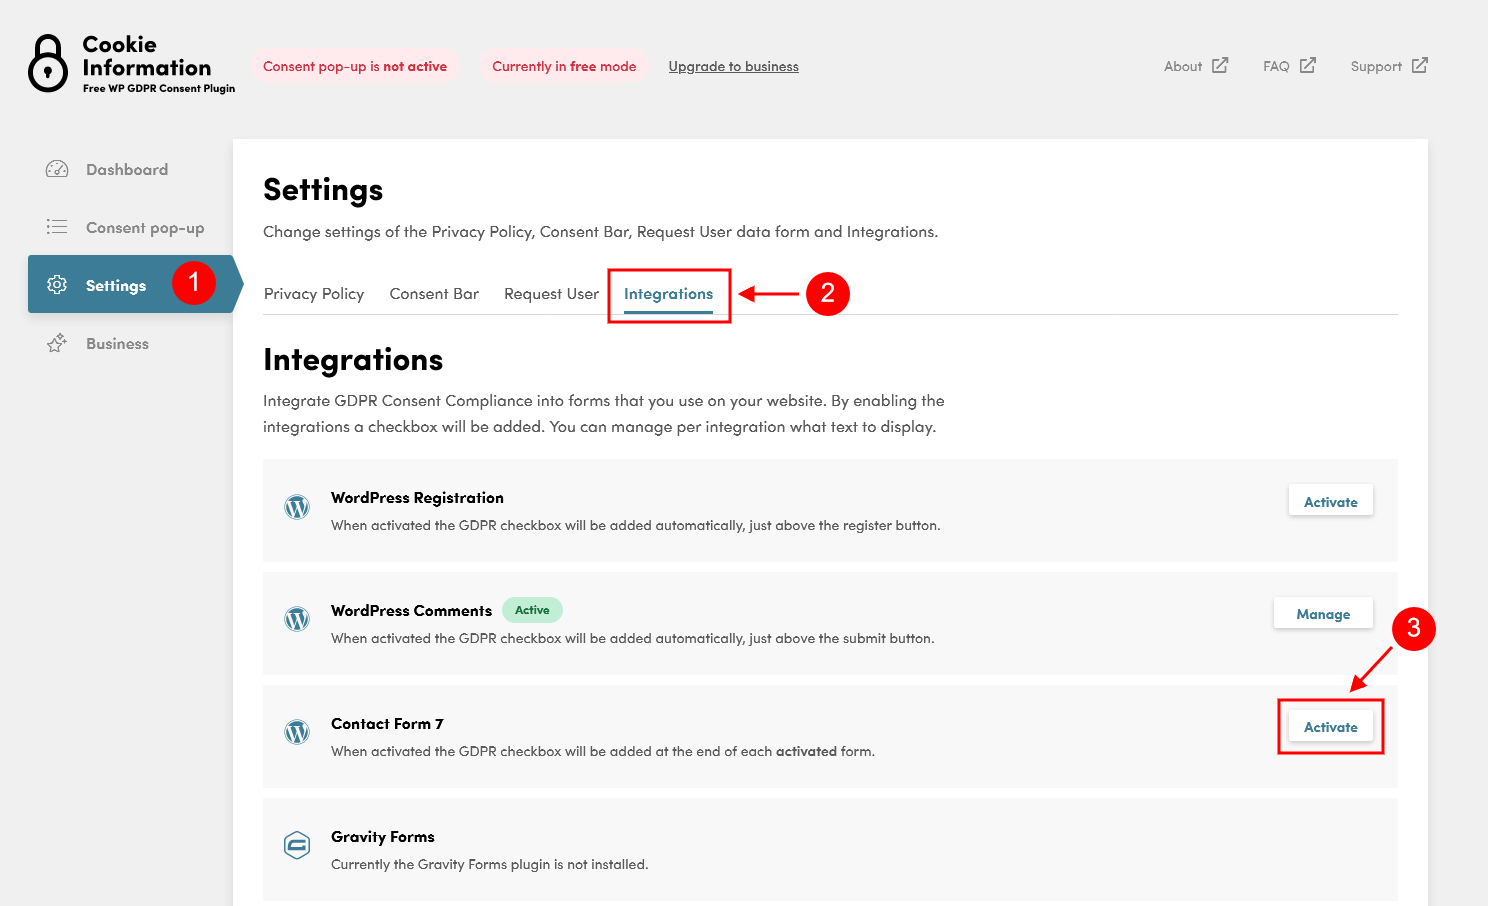 Cookie
Information
Free WP GDPR Consent Plugin
Consent pop-up is not active
Currently in free mode
Upgrade to business
About
FAQ
Support
Dashboard
Consent pop-up
Settings
1
Business
Settings
Change settings of the Privacy Policy, Consent Bar, Request User data form and Integrations.
Privacy Policy
Consent Bar
Request User
Integrations
2
Integrations
Integrate GDPR Consent Compliance into forms that you use on your website. By enabling the
integrations a checkbox will be added. You can manage per integration what text to display.
WordPress Registration
When activated the GDPR checkbox will be added automatically, just above the register button.
Activate
WordPress Comments
Active
When activated the GDPR checkbox will be added automatically, just above the submit button.
Manage
3
Contact Form 7
When activated the GDPR checkbox will be added at the end of each activated form.
Activate
Gravity Forms
Currently the Gravity Forms plugin is not installed.